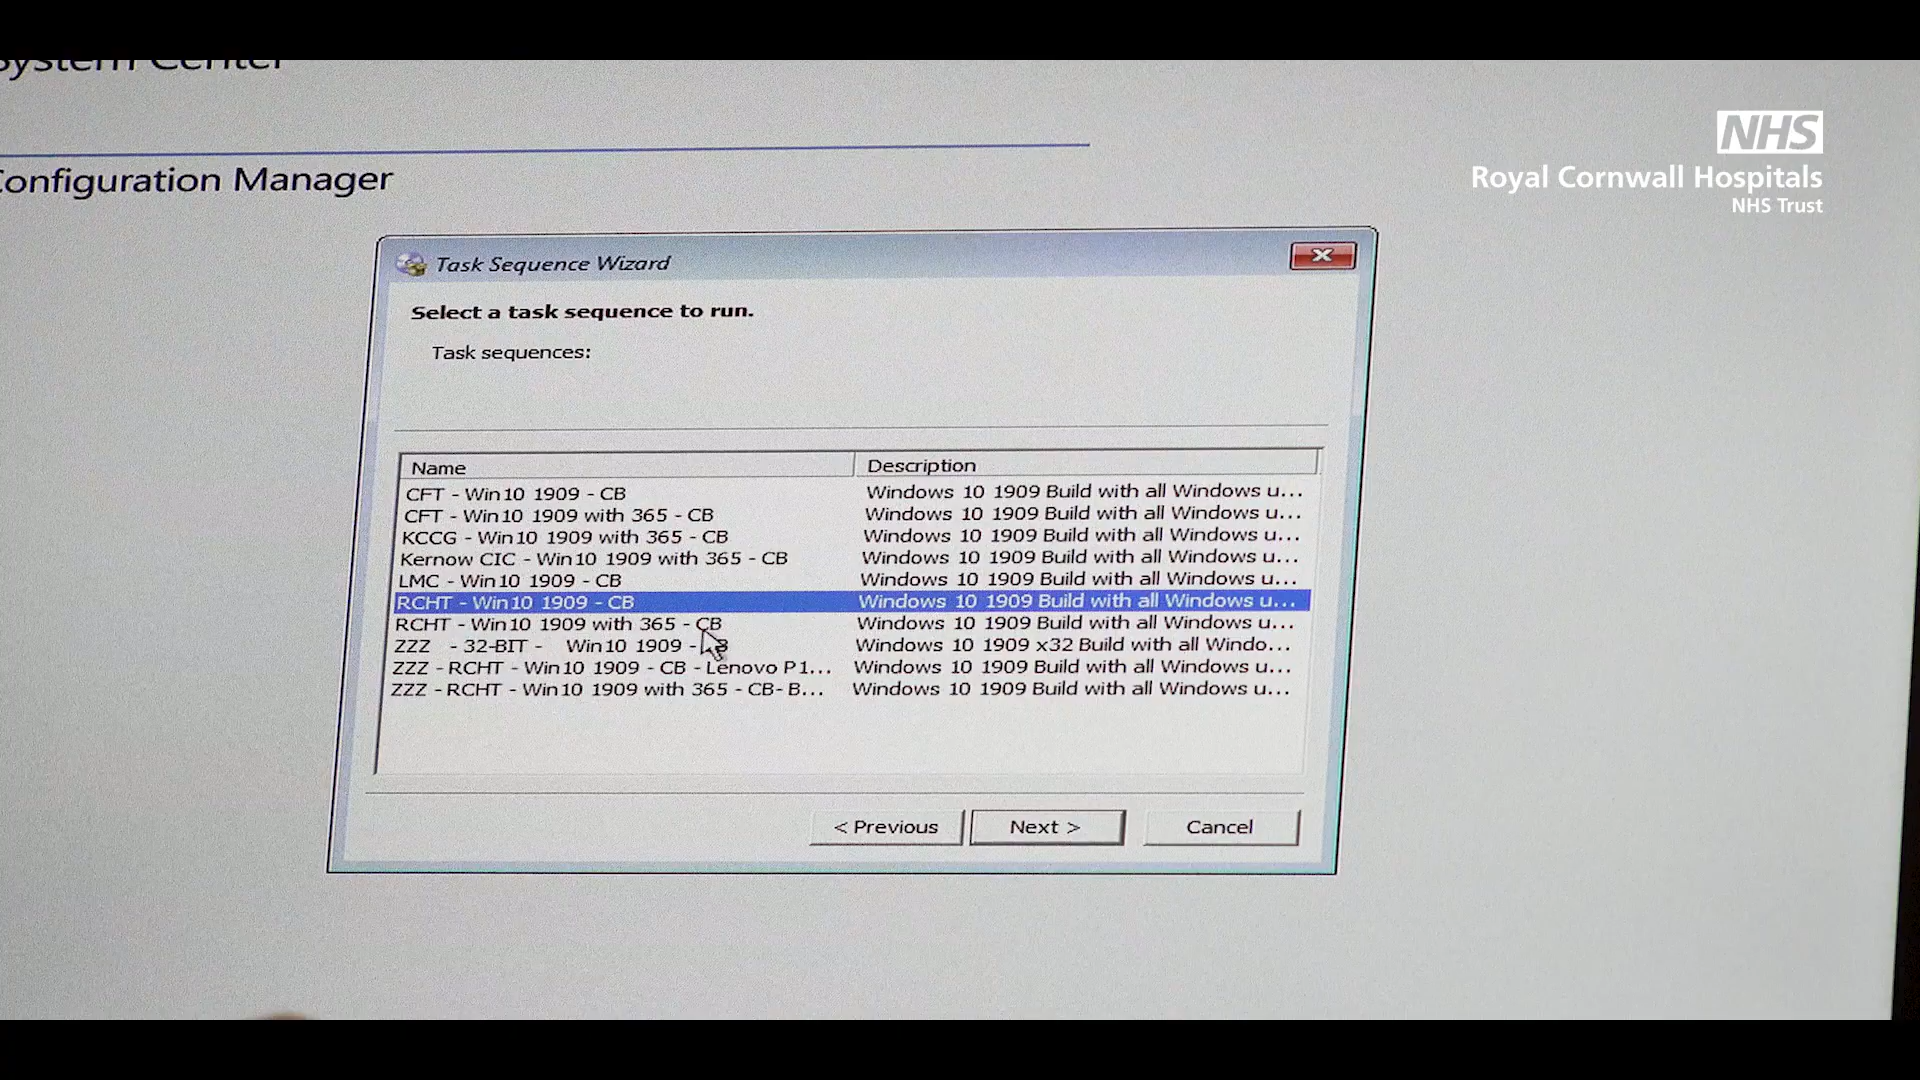 System Center
Configuration Manager
NHS
Royal Cornwall Hospitals
NHS Trust
Task Sequence Wizard
Select a task sequence to run.
Task sequences:
Name Description
CFT - Win10 1909 - CB Windows 10 1909 Build with all Windows u...
CFT - Win10 1909 with 365 - CB Windows 10 1909 Build with all Windows u...
KCCG - Win10 1909 with 365 - CB Windows 10 1909 Build with all Windows u...
Kernow CIC - Win10 1909 with 365 - CB Windows 10 1909 Build with all Windows u...
LMC - Win10 1909 - CB Windows 10 1909 Build with all Windows u...
RCHT - Win10 1909 - CB Windows 10 1909 Build with all Windows u...
RCHT - Win10 1909 with 365 - CB Windows 10 1909 Build with all Windows u...
ZZZ - 32-BIT - Win10 1909 - CB Windows 10 1909 x32 Build with all Windo...
ZZZ - RCHT - Win10 1909 - CB - Lenovo P1... Windows 10 1909 Build with all Windows u...
ZZZ - RCHT - Win10 1909 with 365 - CB- B... Windows 10 1909 Build with all Windows u...
< Previous Next > Cancel